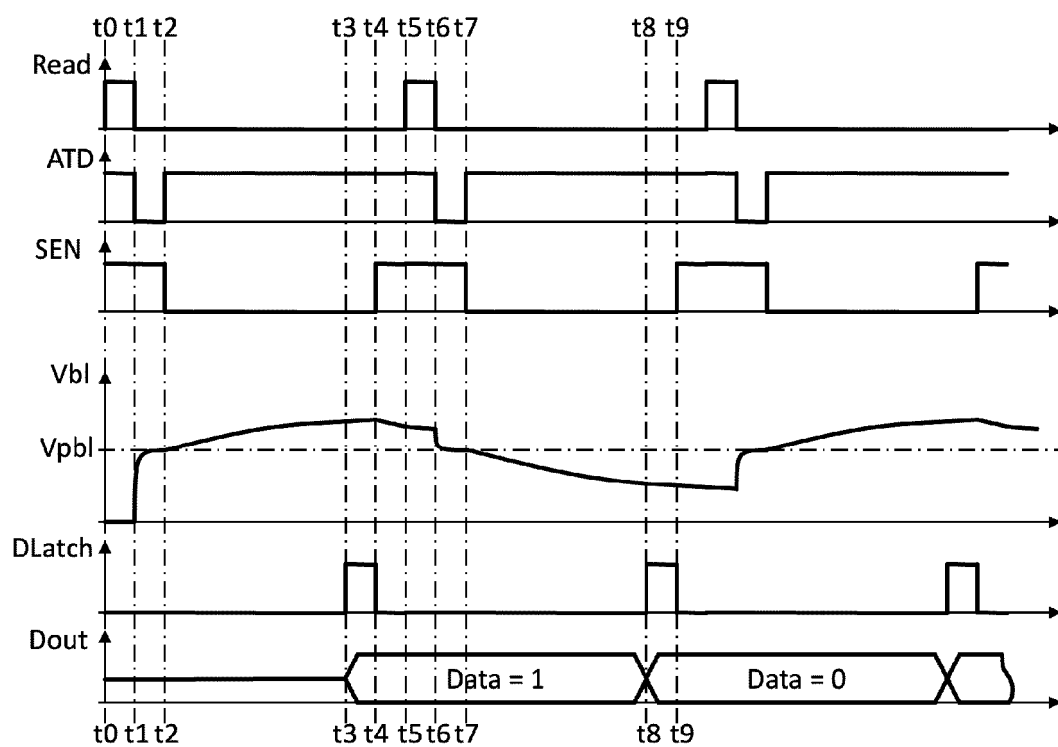 t0 t1 t2 t3 t4 t5 t6 t7 t8 t9
Read
ATD
SEN
Vbl
Vpbl
DLatch
Dout
Data = 1 Data = 0
t0 t1 t2 t3 t4 t5 t6 t7 t8 t9